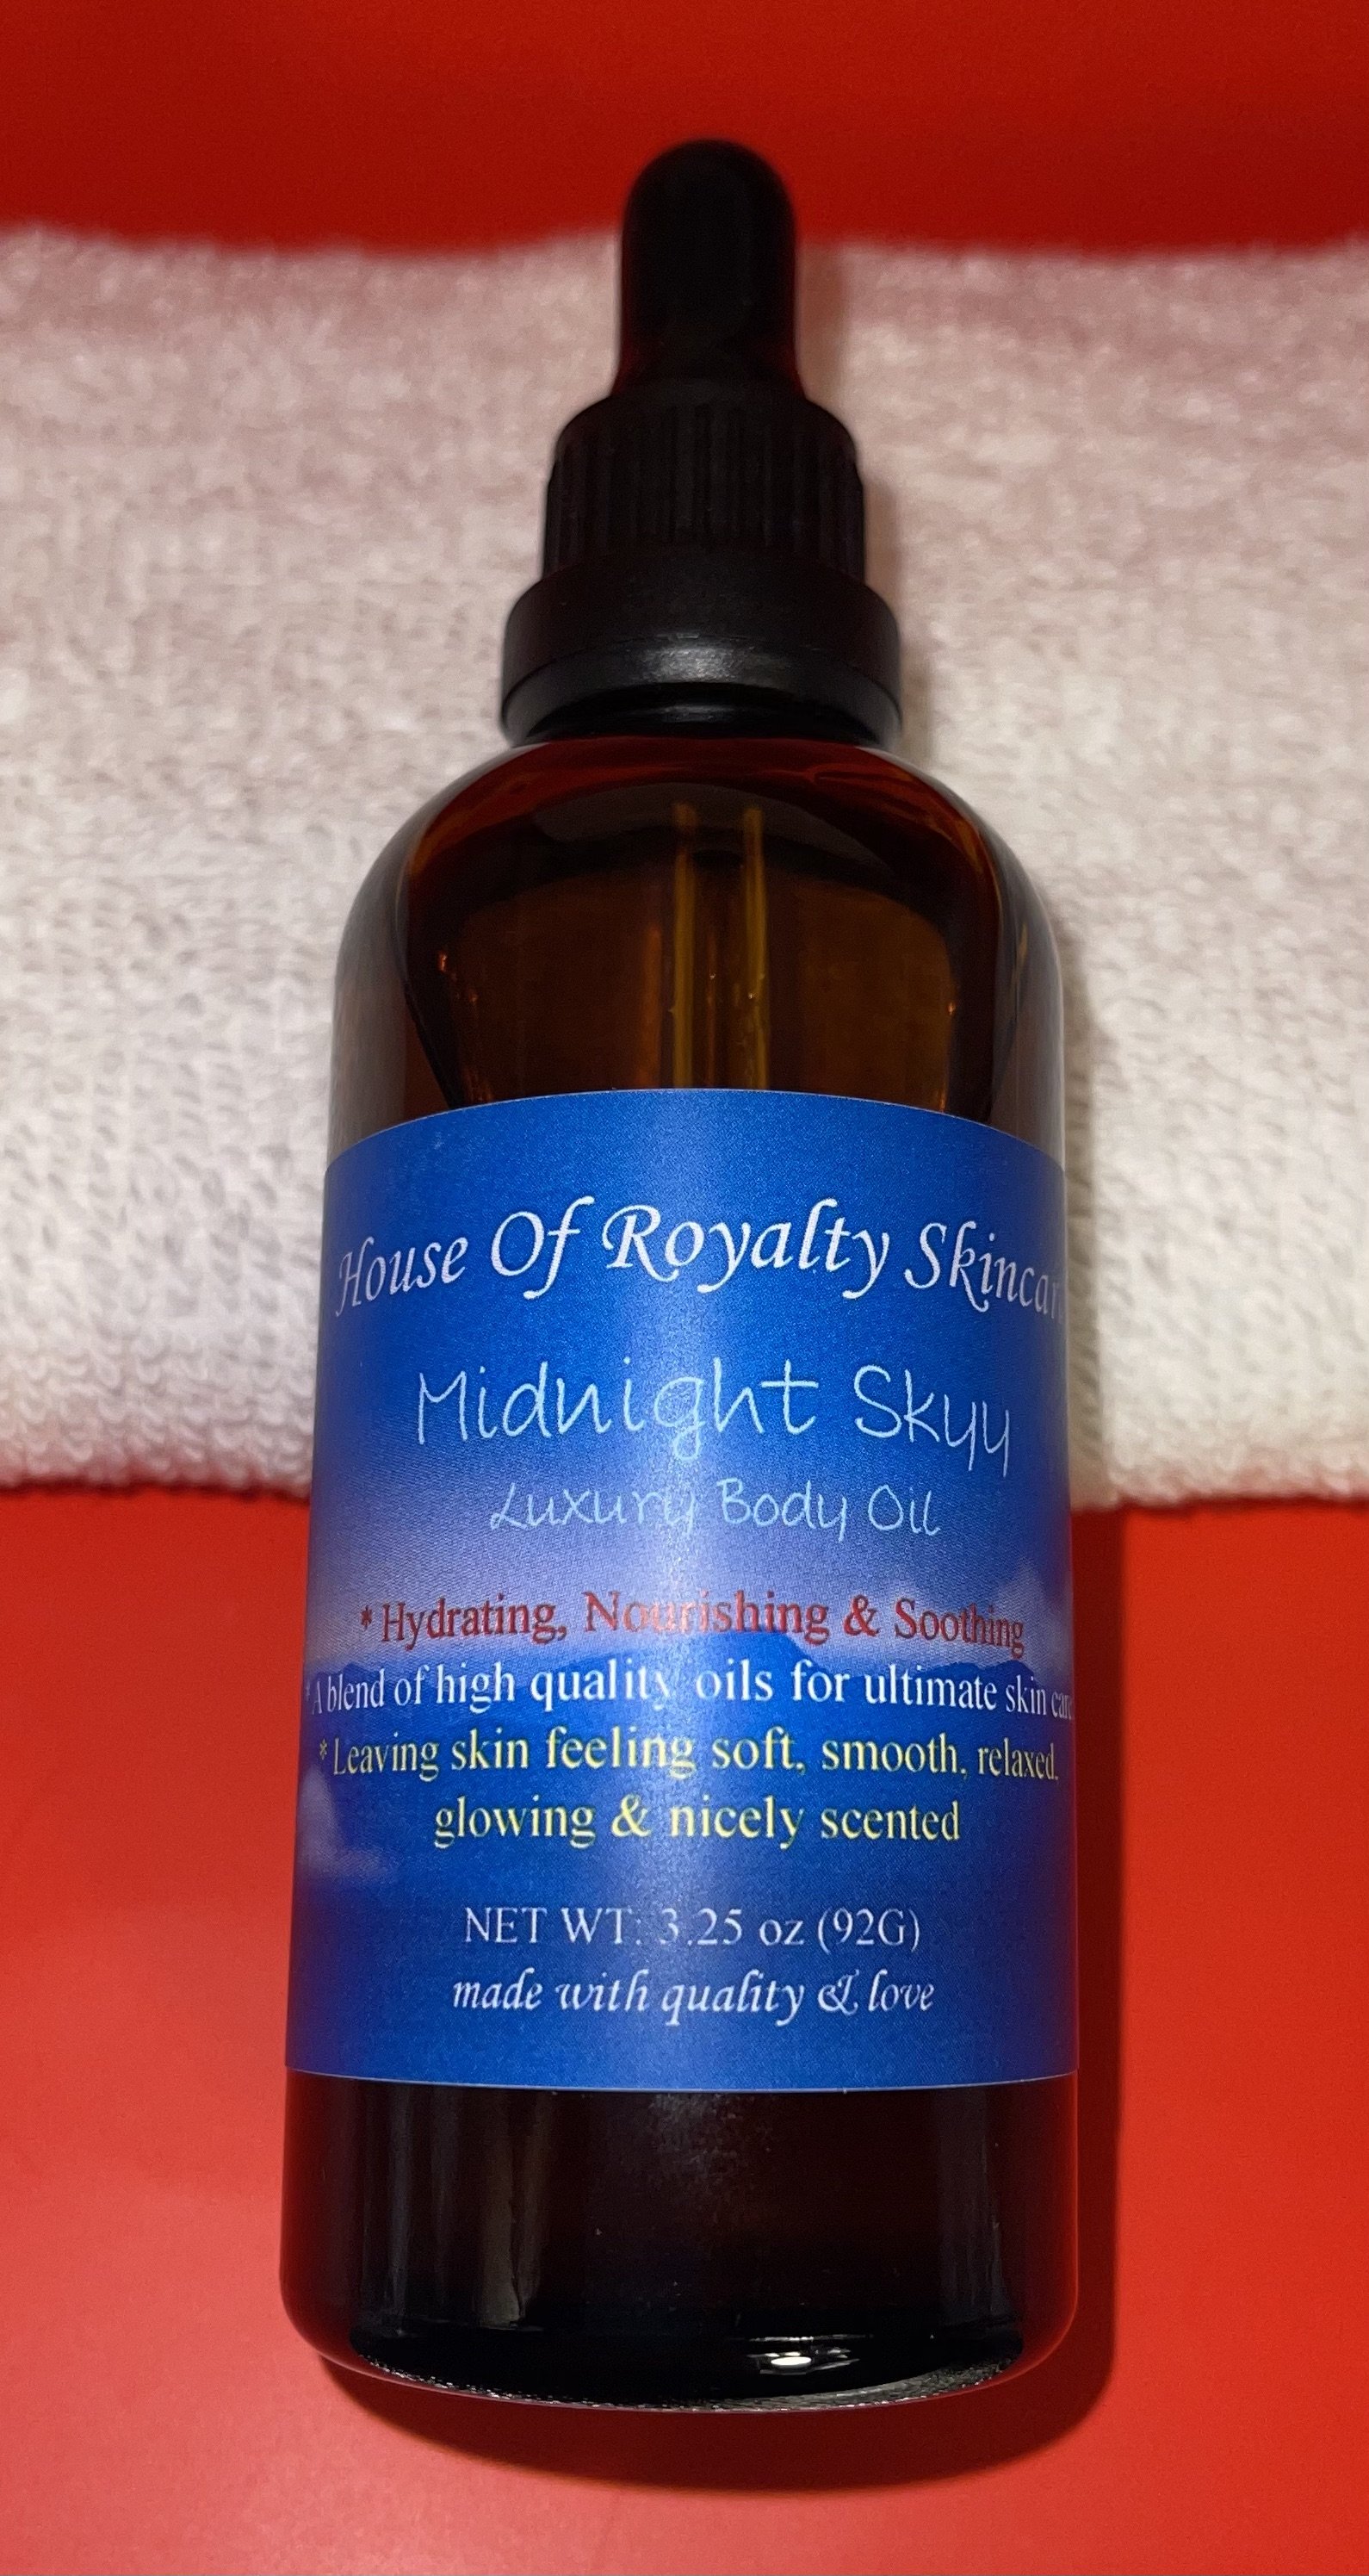 House Of Royalty Skincar
Midnight Skyy
Luxury Body Oil
* Hydrating, Nourishing & Soothing
* A blend of high quality oils for ultimate skin care
* Leaving skin feeling soft, smooth, relaxed,
glowing & nicely scented
NET WT: 3.25 oz (92G)
made with quality & love